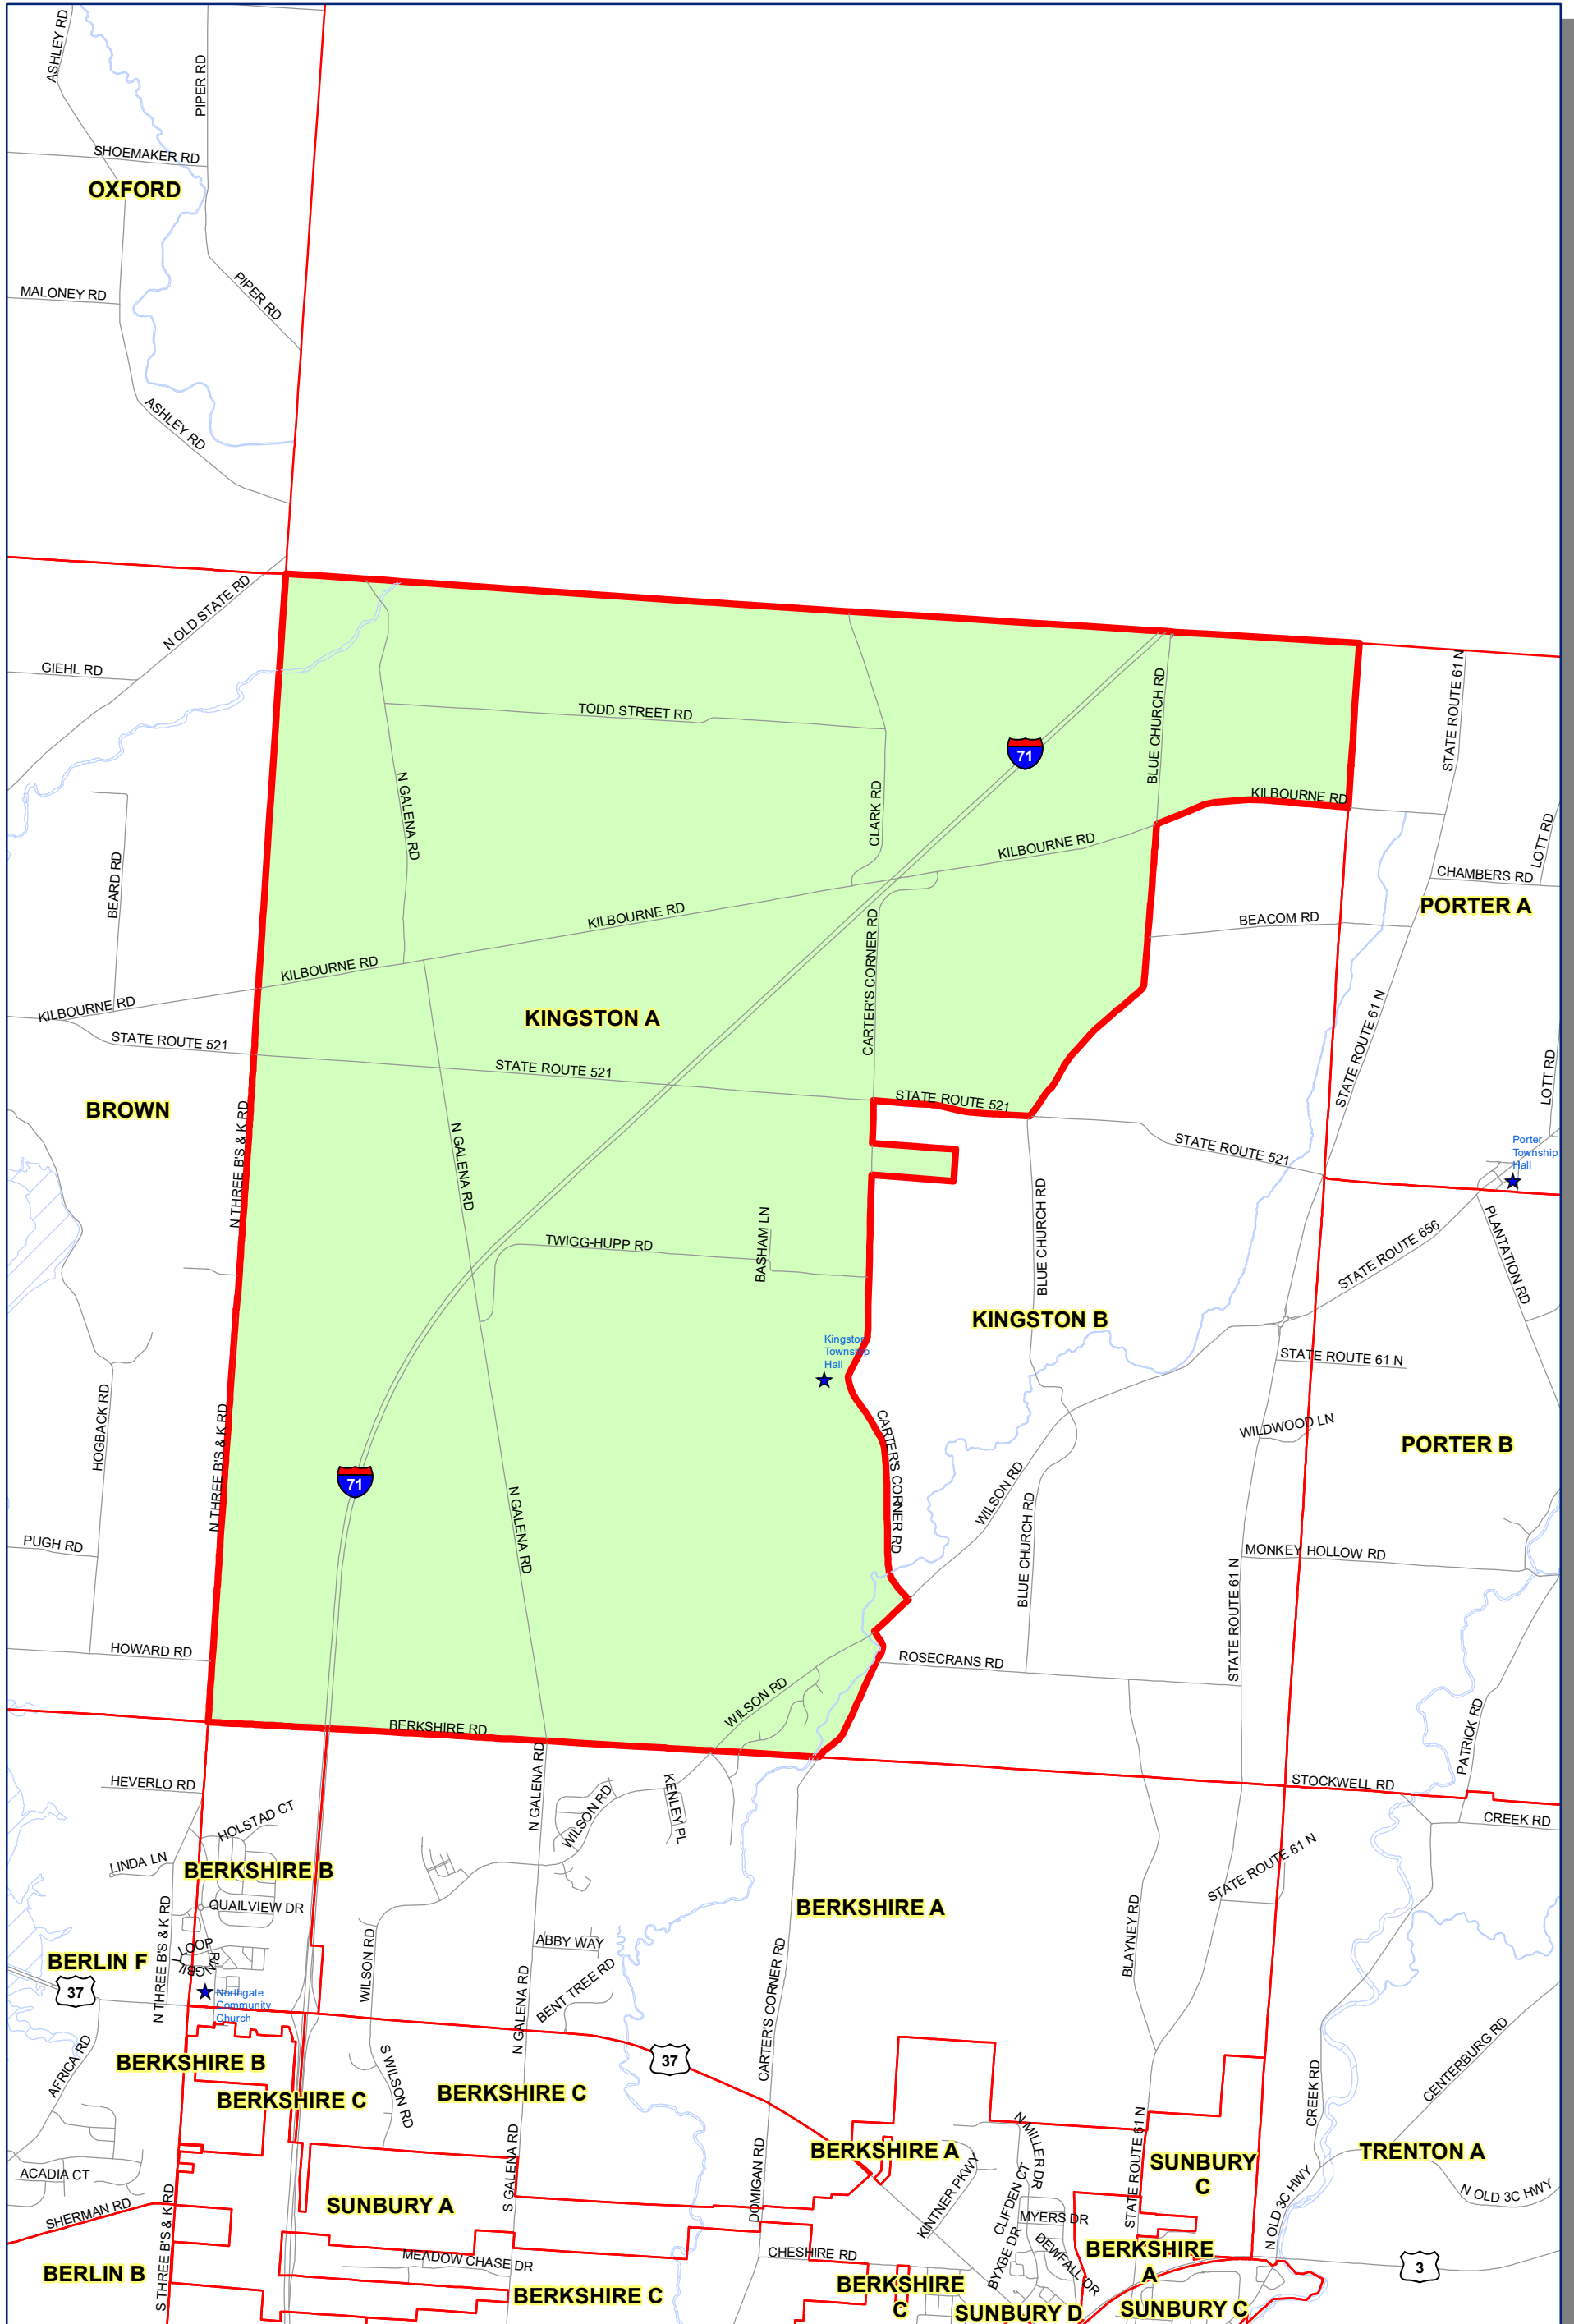 ASHLEY RD
PIPER RD
SHOEMAKER RD
OXFORD
MALONEY RD
PIPER RD
ASHLEY RD
N OLD STATE RD
GIEHL RD
TODD STREET RD
BLUE CHURCH RD
STATE ROUTE 61 N
71
N GALENA RD
CLARK RD
KILBOURNE RD
LOTT RD
KILBOURNE RD
BEARD RD
CHAMBERS RD
PORTER A
KILBOURNE RD
BEACOM RD
CARTER'S CORNER RD
KILBOURNE RD
KILBOURNE RD
KINGSTON A
STATE ROUTE 61 N
STATE ROUTE 521
STATE ROUTE 521
LOTT RD
BROWN
STATE ROUTE 521
N THREE B'S & K RD
N GALENA RD
STATE ROUTE 521
Porter
Township
Hall
BLUE CHURCH RD
BASHAM LN
TWIGG-HUPP RD
STATE ROUTE 656
PLANTATION RD
KINGSTON B
Kingston
Township
Hall
STATE ROUTE 61 N
HOGBACK RD
N THREE B'S & K RD
CARTER'S CORNER RD
WILDWOOD LN
PORTER B
71
WILSON RD
N GALENA RD
BLUE CHURCH RD
PUGH RD
MONKEY HOLLOW RD
STATE ROUTE 61 N
HOWARD RD
ROSECRANS RD
WILSON RD
BERKSHIRE RD
PATRICK RD
HEVERLO RD
N GALENA RD
KENLEY PL
STOCKWELL RD
HOLSTAD CT
WILSON RD
CREEK RD
LINDA LN
BERKSHIRE B
STATE ROUTE 61 N
QUAILVIEW DR
BERKSHIRE A
N THREE B'S & K RD
WILSON RD
ABBY WAY
BLAYNEY RD
LOOP
BERLIN F
37
BENT TREE RD
N GALENA RD
CARTER'S CORNER RD
Northgate
Community
Church
AFRICA RD
BERKSHIRE B
S WILSON RD
37
CENTERBURG RD
CREEK RD
BERKSHIRE C
BERKSHIRE C
N MILLER DR
STATE ROUTE 61 N
BERKSHIRE A
SUNBURY
C
TRENTON A
ACADIA CT
S GALENA RD
DOMIGAN RD
KINTNER PKWY
CLIFDEN CT
N OLD 3C HWY
N OLD 3C HWY
SHERMAN RD
SUNBURY A
MYERS DR
S THREE B'S & K RD
BYXBE DR
DEWFALL DR
BERKSHIRE
A
MEADOW CHASE DR
CHESHIRE RD
3
BERLIN B
BERKSHIRE C
BERKSHIRE
C
SUNBURY D
SUNBURY C